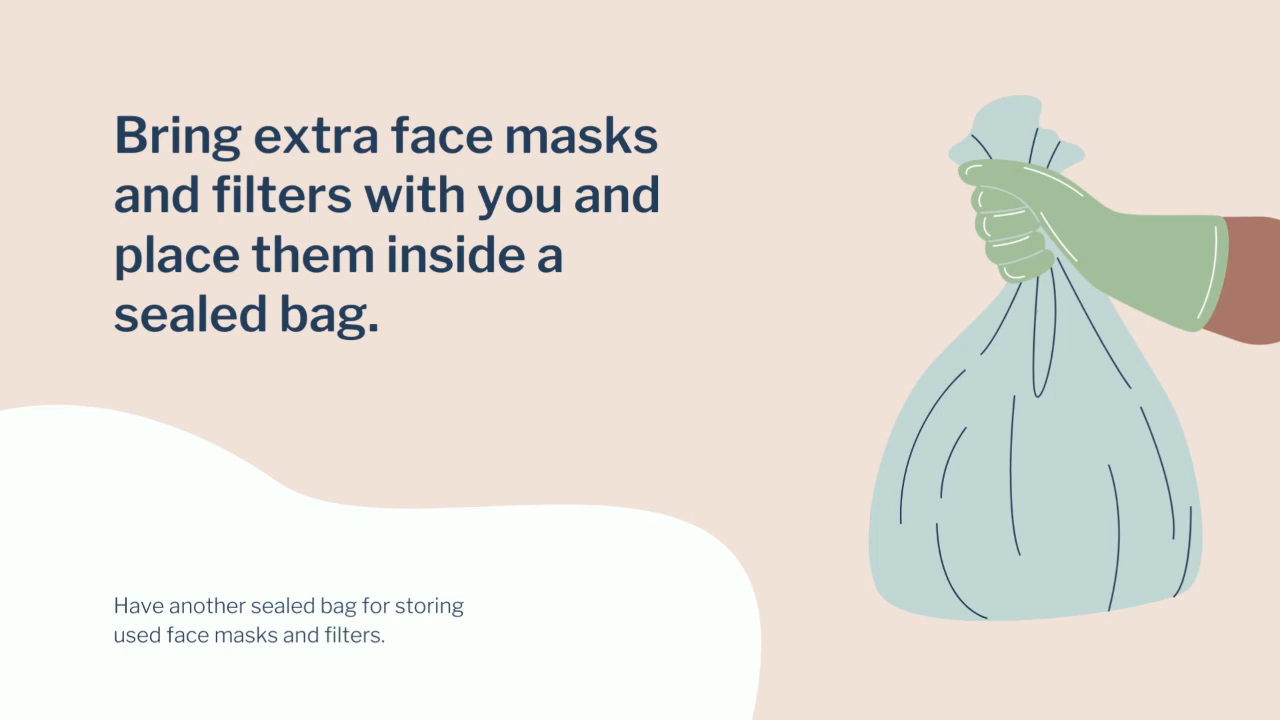 Bring extra face masks
and filters with you and
place them inside a
sealed bag.
Have another sealed bag for storing
used face masks and filters.